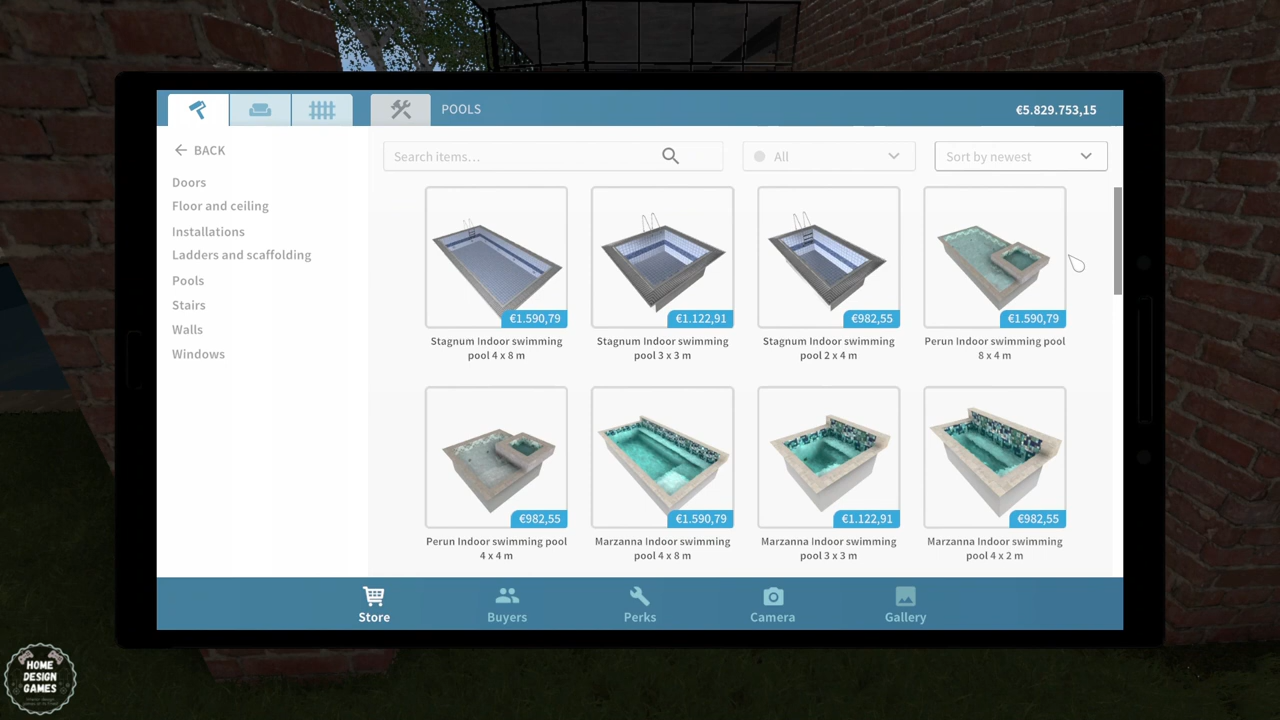 POOLS
€5.829.753,15
BACK
Search items...
All
Sort by newest
Doors
Floor and ceiling
Installations
Ladders and scaffolding
Pools
Stairs
Walls
Windows
€1.590,79
€1.122,91
€982,55
€1.590,79
Stagnum Indoor swimming
pool 4 x 8 m
Stagnum Indoor swimming
pool 3 x 3 m
Stagnum Indoor swimming
pool 2 x 4 m
Perun Indoor swimming pool
8 x 4 m
€982,55
€1.590,79
€1.122,91
€982,55
Perun Indoor swimming pool
4 x 4 m
Marzanna Indoor swimming
pool 4 x 8 m
Marzanna Indoor swimming
pool 3 x 3 m
Marzanna Indoor swimming
pool 4 x 2 m
Store
Buyers
Perks
Camera
Gallery
HOME
DESIGN
GAMES